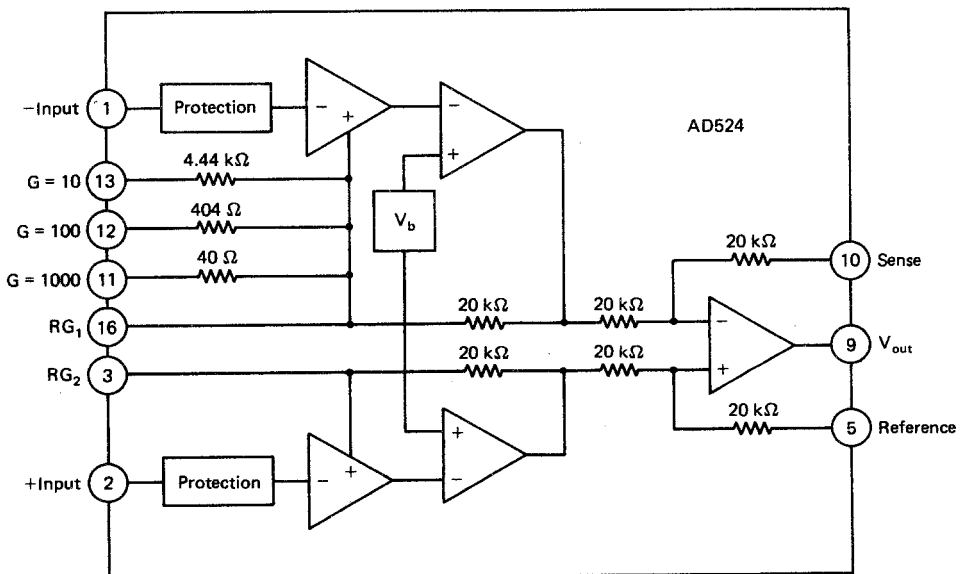 −Input 1 Protection − + − + AD524
G = 10 13 4.44 kΩ
G = 100 12 404 Ω
V_b
G = 1000 11 40 Ω
20 kΩ 10 Sense
RG₁ 16 20 kΩ 20 kΩ
− + 9 V_out
RG₂ 3 20 kΩ 20 kΩ
20 kΩ 5 Reference
+Input 2 Protection − + + −